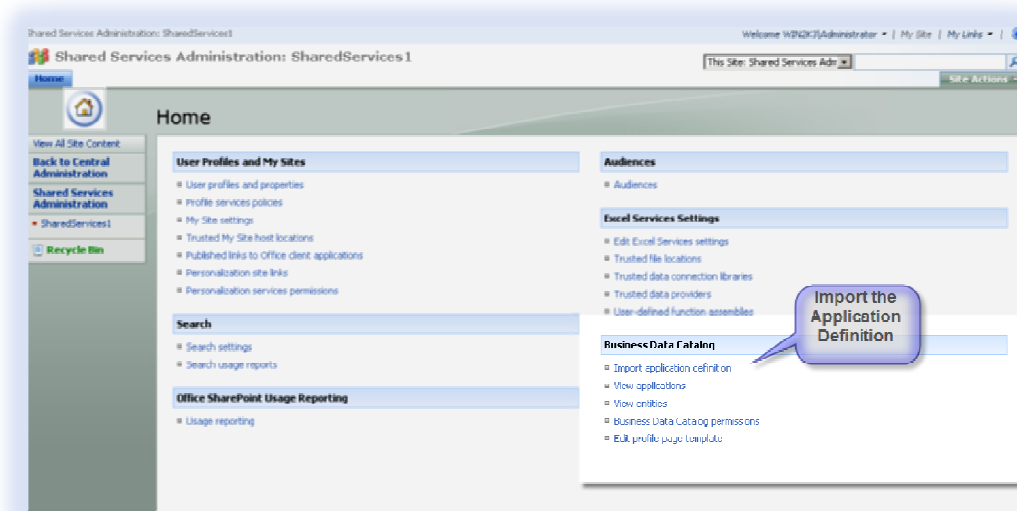 Shared Services Administration: SharedServices1
Welcome WIN2K3\Administrator | My Site | My Links |
Shared Services Administration: SharedServices1
This Site: Shared Services Adm
Home
Site Actions
Home
View All Site Content
Back to Central
Administration
Shared Services
Administration
SharedServices1
Recycle Bin
User Profiles and My Sites
User profiles and properties
Profile services policies
My Site settings
Trusted My Site host locations
Published links to Office client applications
Personalization site links
Personalization services permissions
Search
Search settings
Search usage reports
Office SharePoint Usage Reporting
Usage reporting
Audiences
Audiences
Excel Services Settings
Edit Excel Services settings
Trusted file locations
Trusted data connection libraries
Trusted data providers
User-defined function assemblies
Business Data Catalog
Import application definition
View applications
View entities
Business Data Catalog permissions
Edit profile page template
Import the
Application
Definition